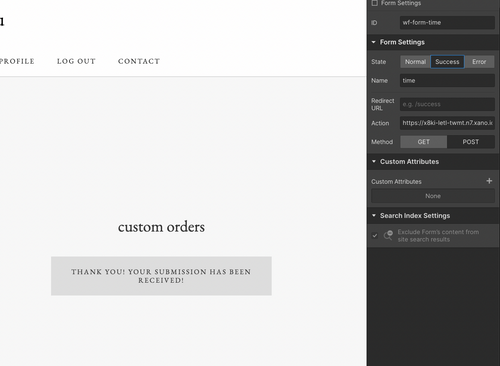 PROFILE LOG OUT CONTACT
custom orders
THANK YOU! YOUR SUBMISSION HAS BEEN
RECEIVED!
Form Settings
ID wf-form-time
Form Settings
State Normal Success Error
Name time
Redirect URL e.g. /success
Action https://x8ki-letl-twmt.n7.xano.i
Method GET POST
Custom Attributes
Custom Attributes +
None
Search Index Settings
Exclude Form's content from
site search results